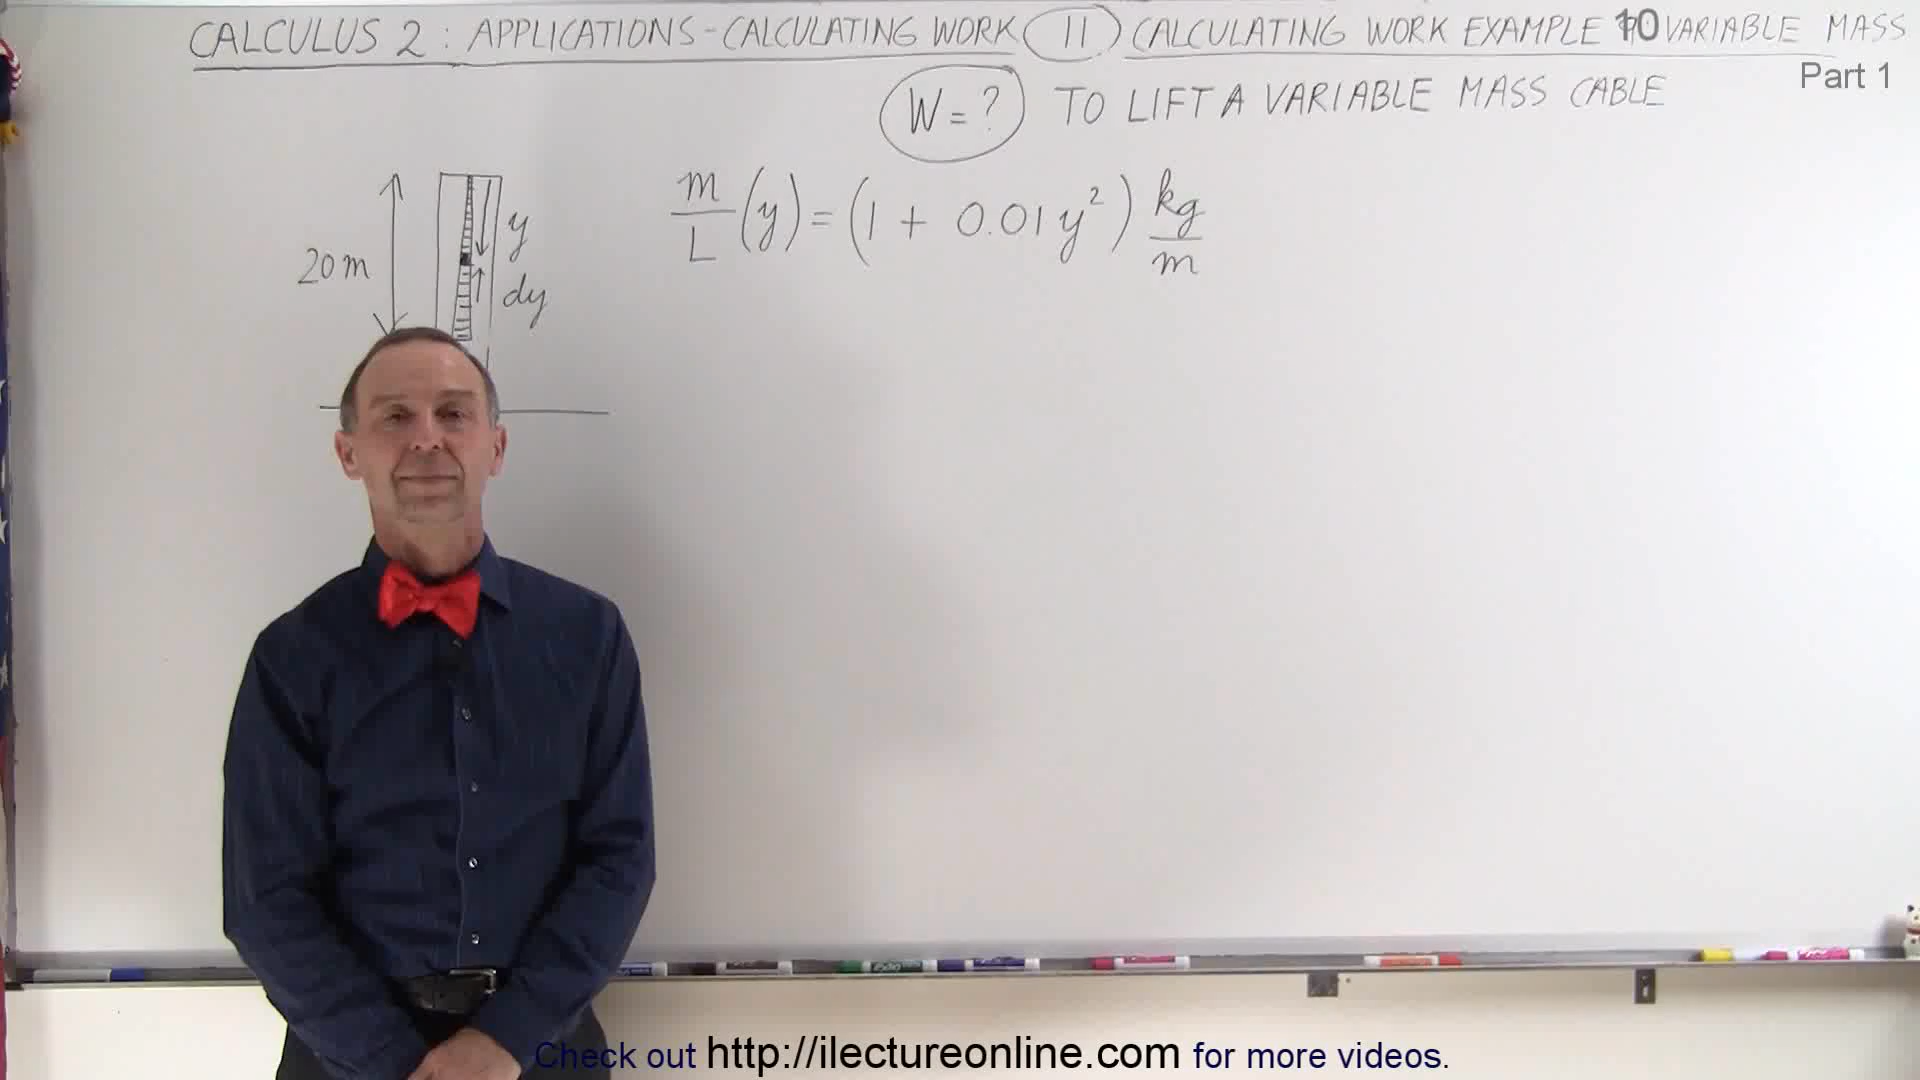 CALCULUS 2 : APPLICATIONS - CALCULATING WORK 11 CALCULATING WORK EXAMPLE 10 VARIABLE MASS
Part 1
W = ? TO LIFT A VARIABLE MASS CABLE
m/L (y) = (1 + 0.01 y²) kg/m
20 m
y
dy
Check out http://ilectureonline.com for more videos.